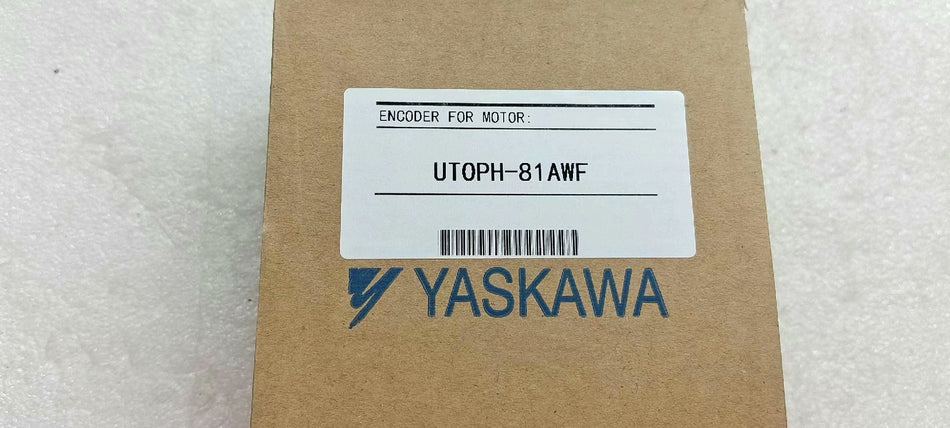 ENCODER FOR MOTOR:
UTOPH-81AWF
YASKAWA